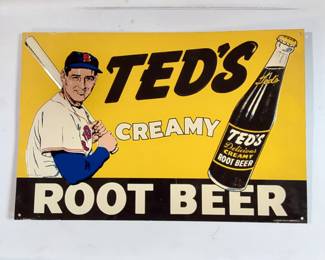 TED'S
CREAMY
ROOT BEER
Ted's
TED'S
Delicious
CREAMY
ROOT BEER